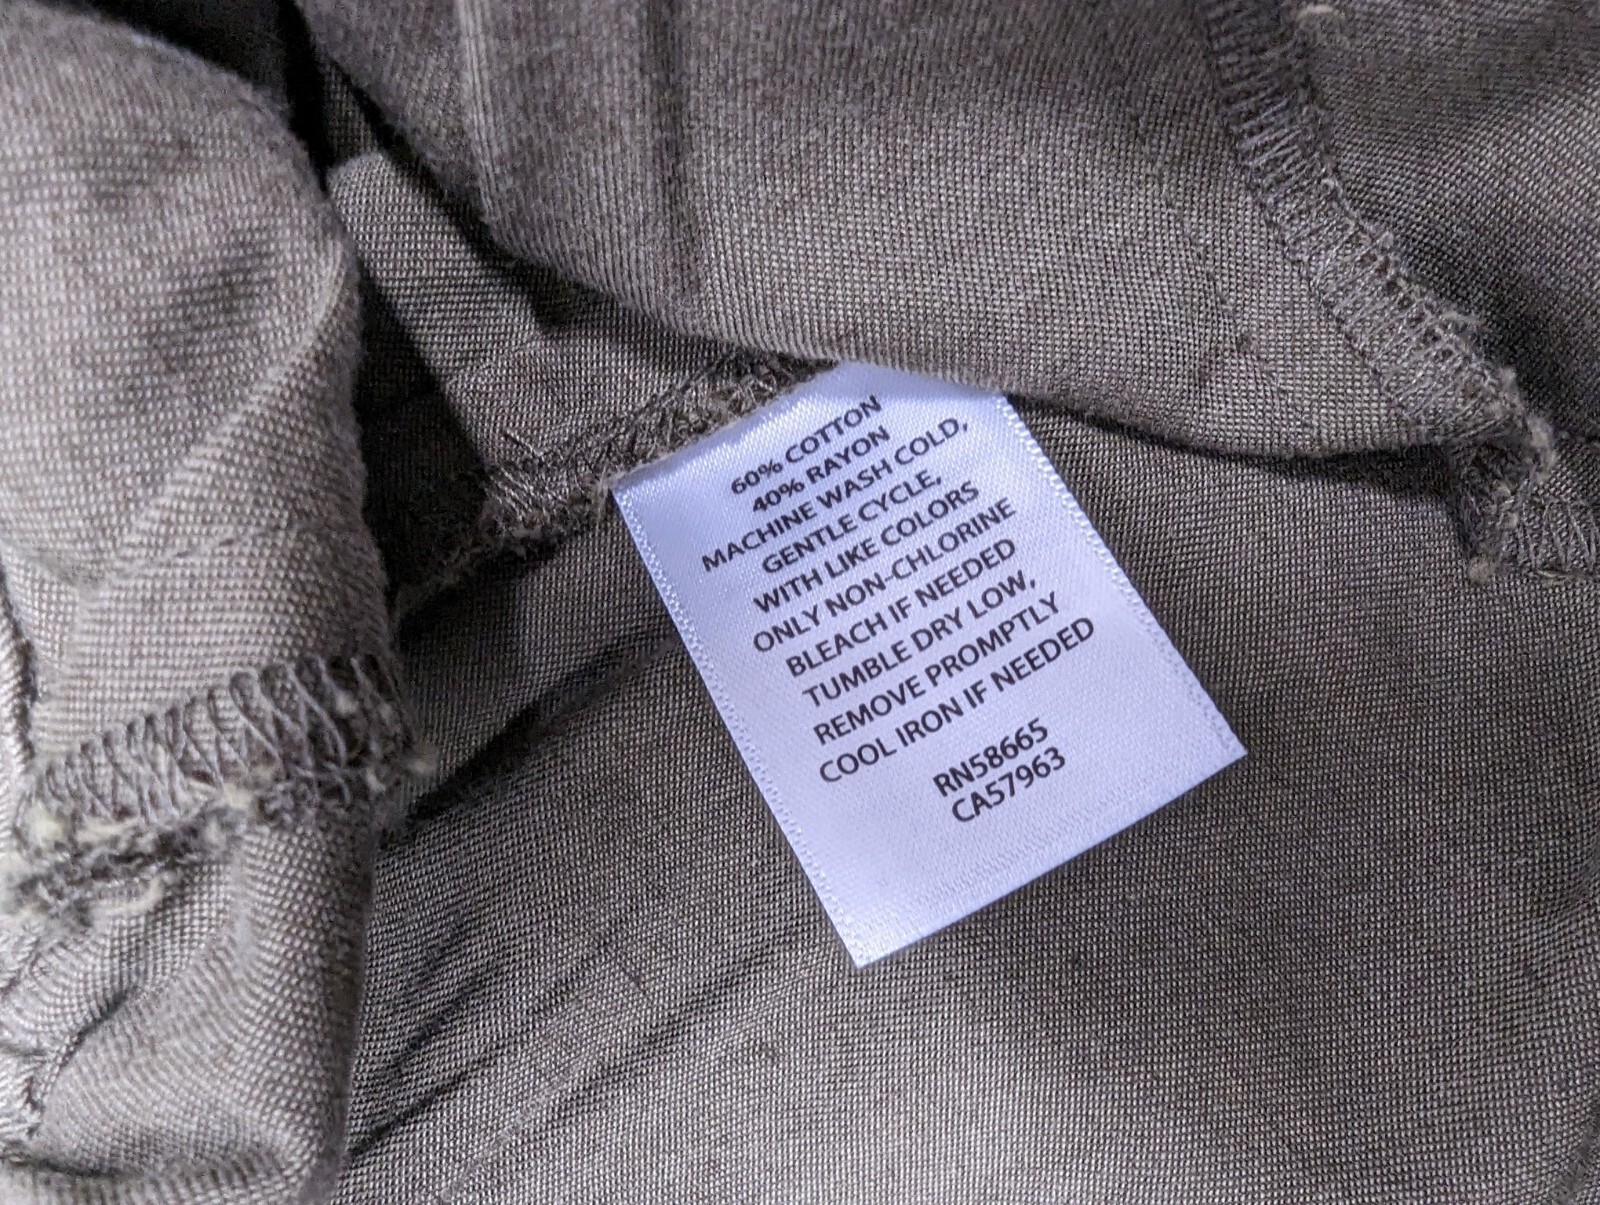 60% COTTON
40% RAYON
MACHINE WASH COLD,
GENTLE CYCLE,
WITH LIKE COLORS
ONLY NON-CHLORINE
BLEACH IF NEEDED
TUMBLE DRY LOW,
REMOVE PROMPTLY
COOL IRON IF NEEDED
RN58665
CA57963